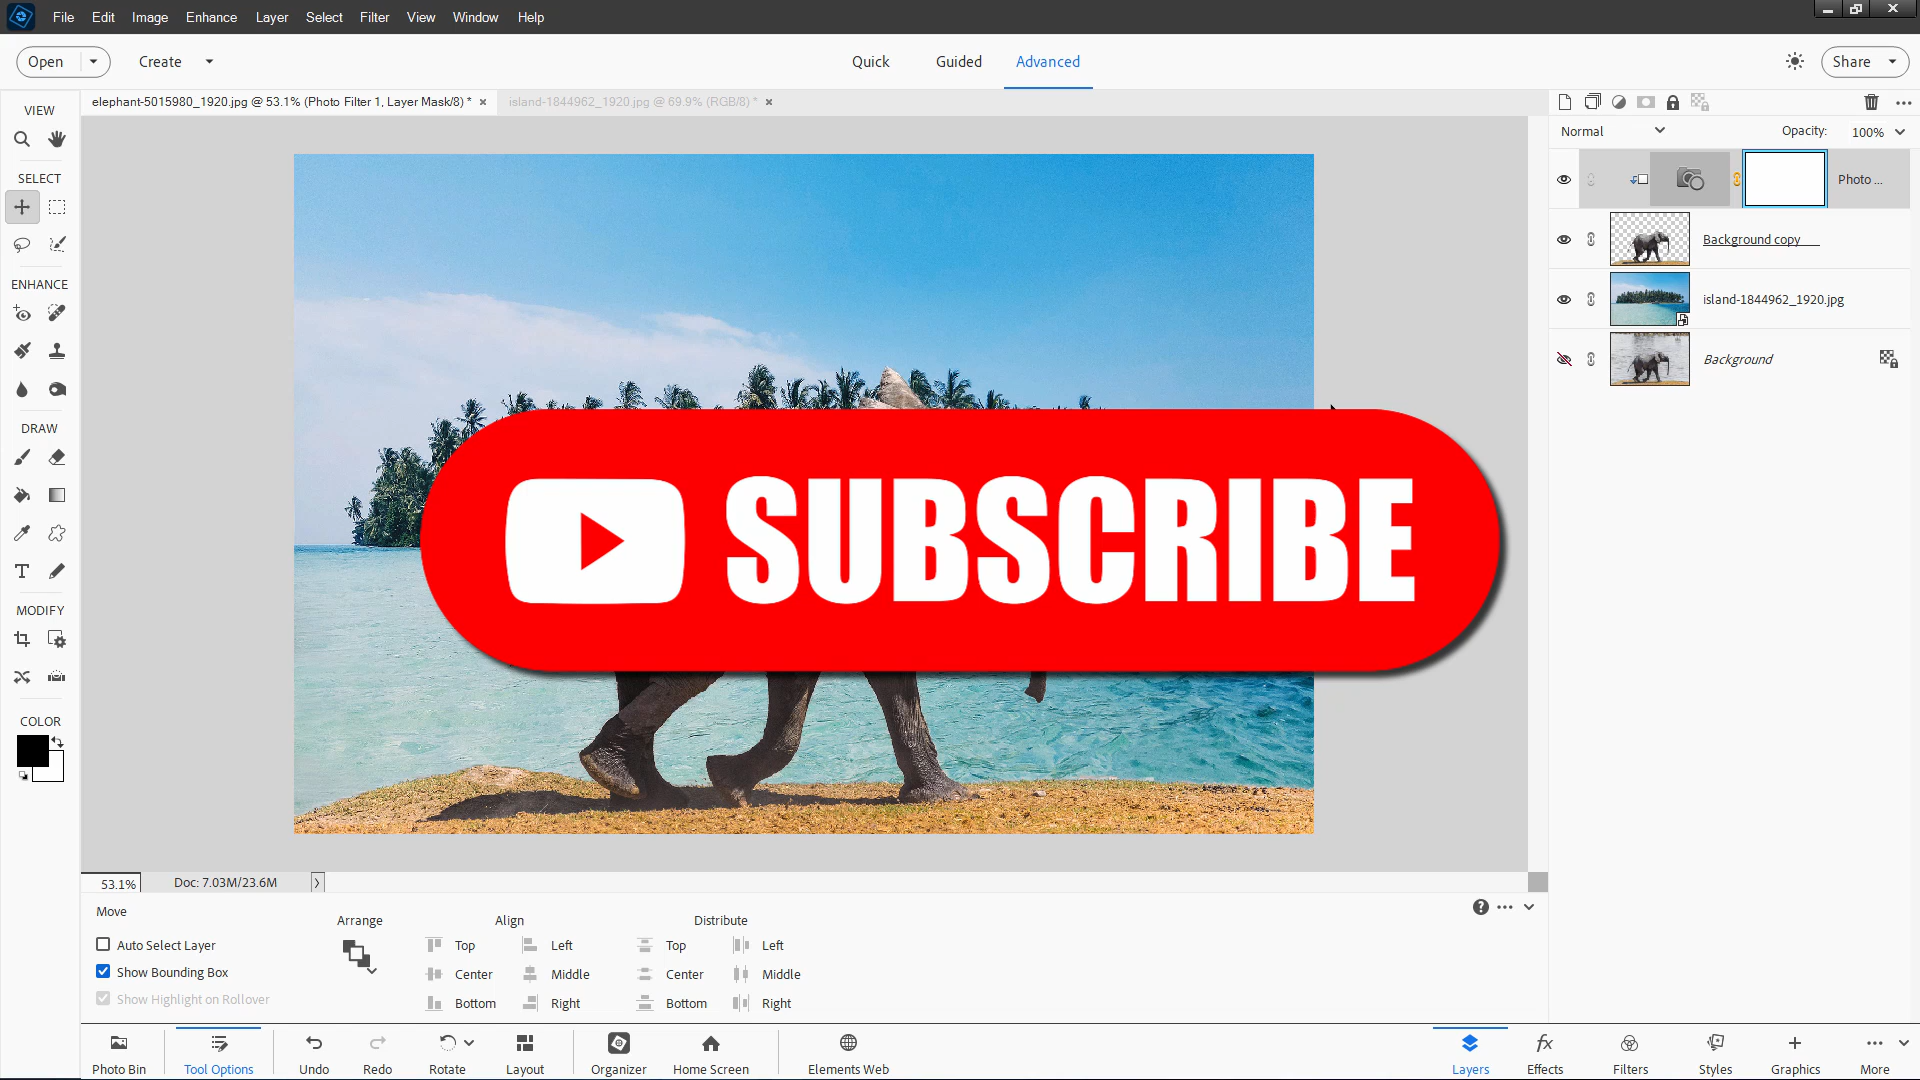 File Edit Image Enhance Layer Select Filter View Window Help
Open Create Quick Guided Advanced Share
elephant-5015980_1920.jpg @ 53.1% (Photo Filter 1, Layer Mask/8) * × island-1844962_1920.jpg @ 69.9% (RGB/8) * ×
VIEW
SELECT
ENHANCE
DRAW
MODIFY
COLOR
Normal Opacity: 100%
Photo ...
Background copy
island-1844962_1920.jpg
Background
SUBSCRIBE
53.1% Doc: 7.03M/23.6M
Move
Arrange Align Distribute
Auto Select Layer Top Left Top Left
Show Bounding Box Center Middle Center Middle
Show Highlight on Rollover Bottom Right Bottom Right
Photo Bin Tool Options Undo Redo Rotate Layout Organizer Home Screen Elements Web Layers Effects Filters Styles Graphics More